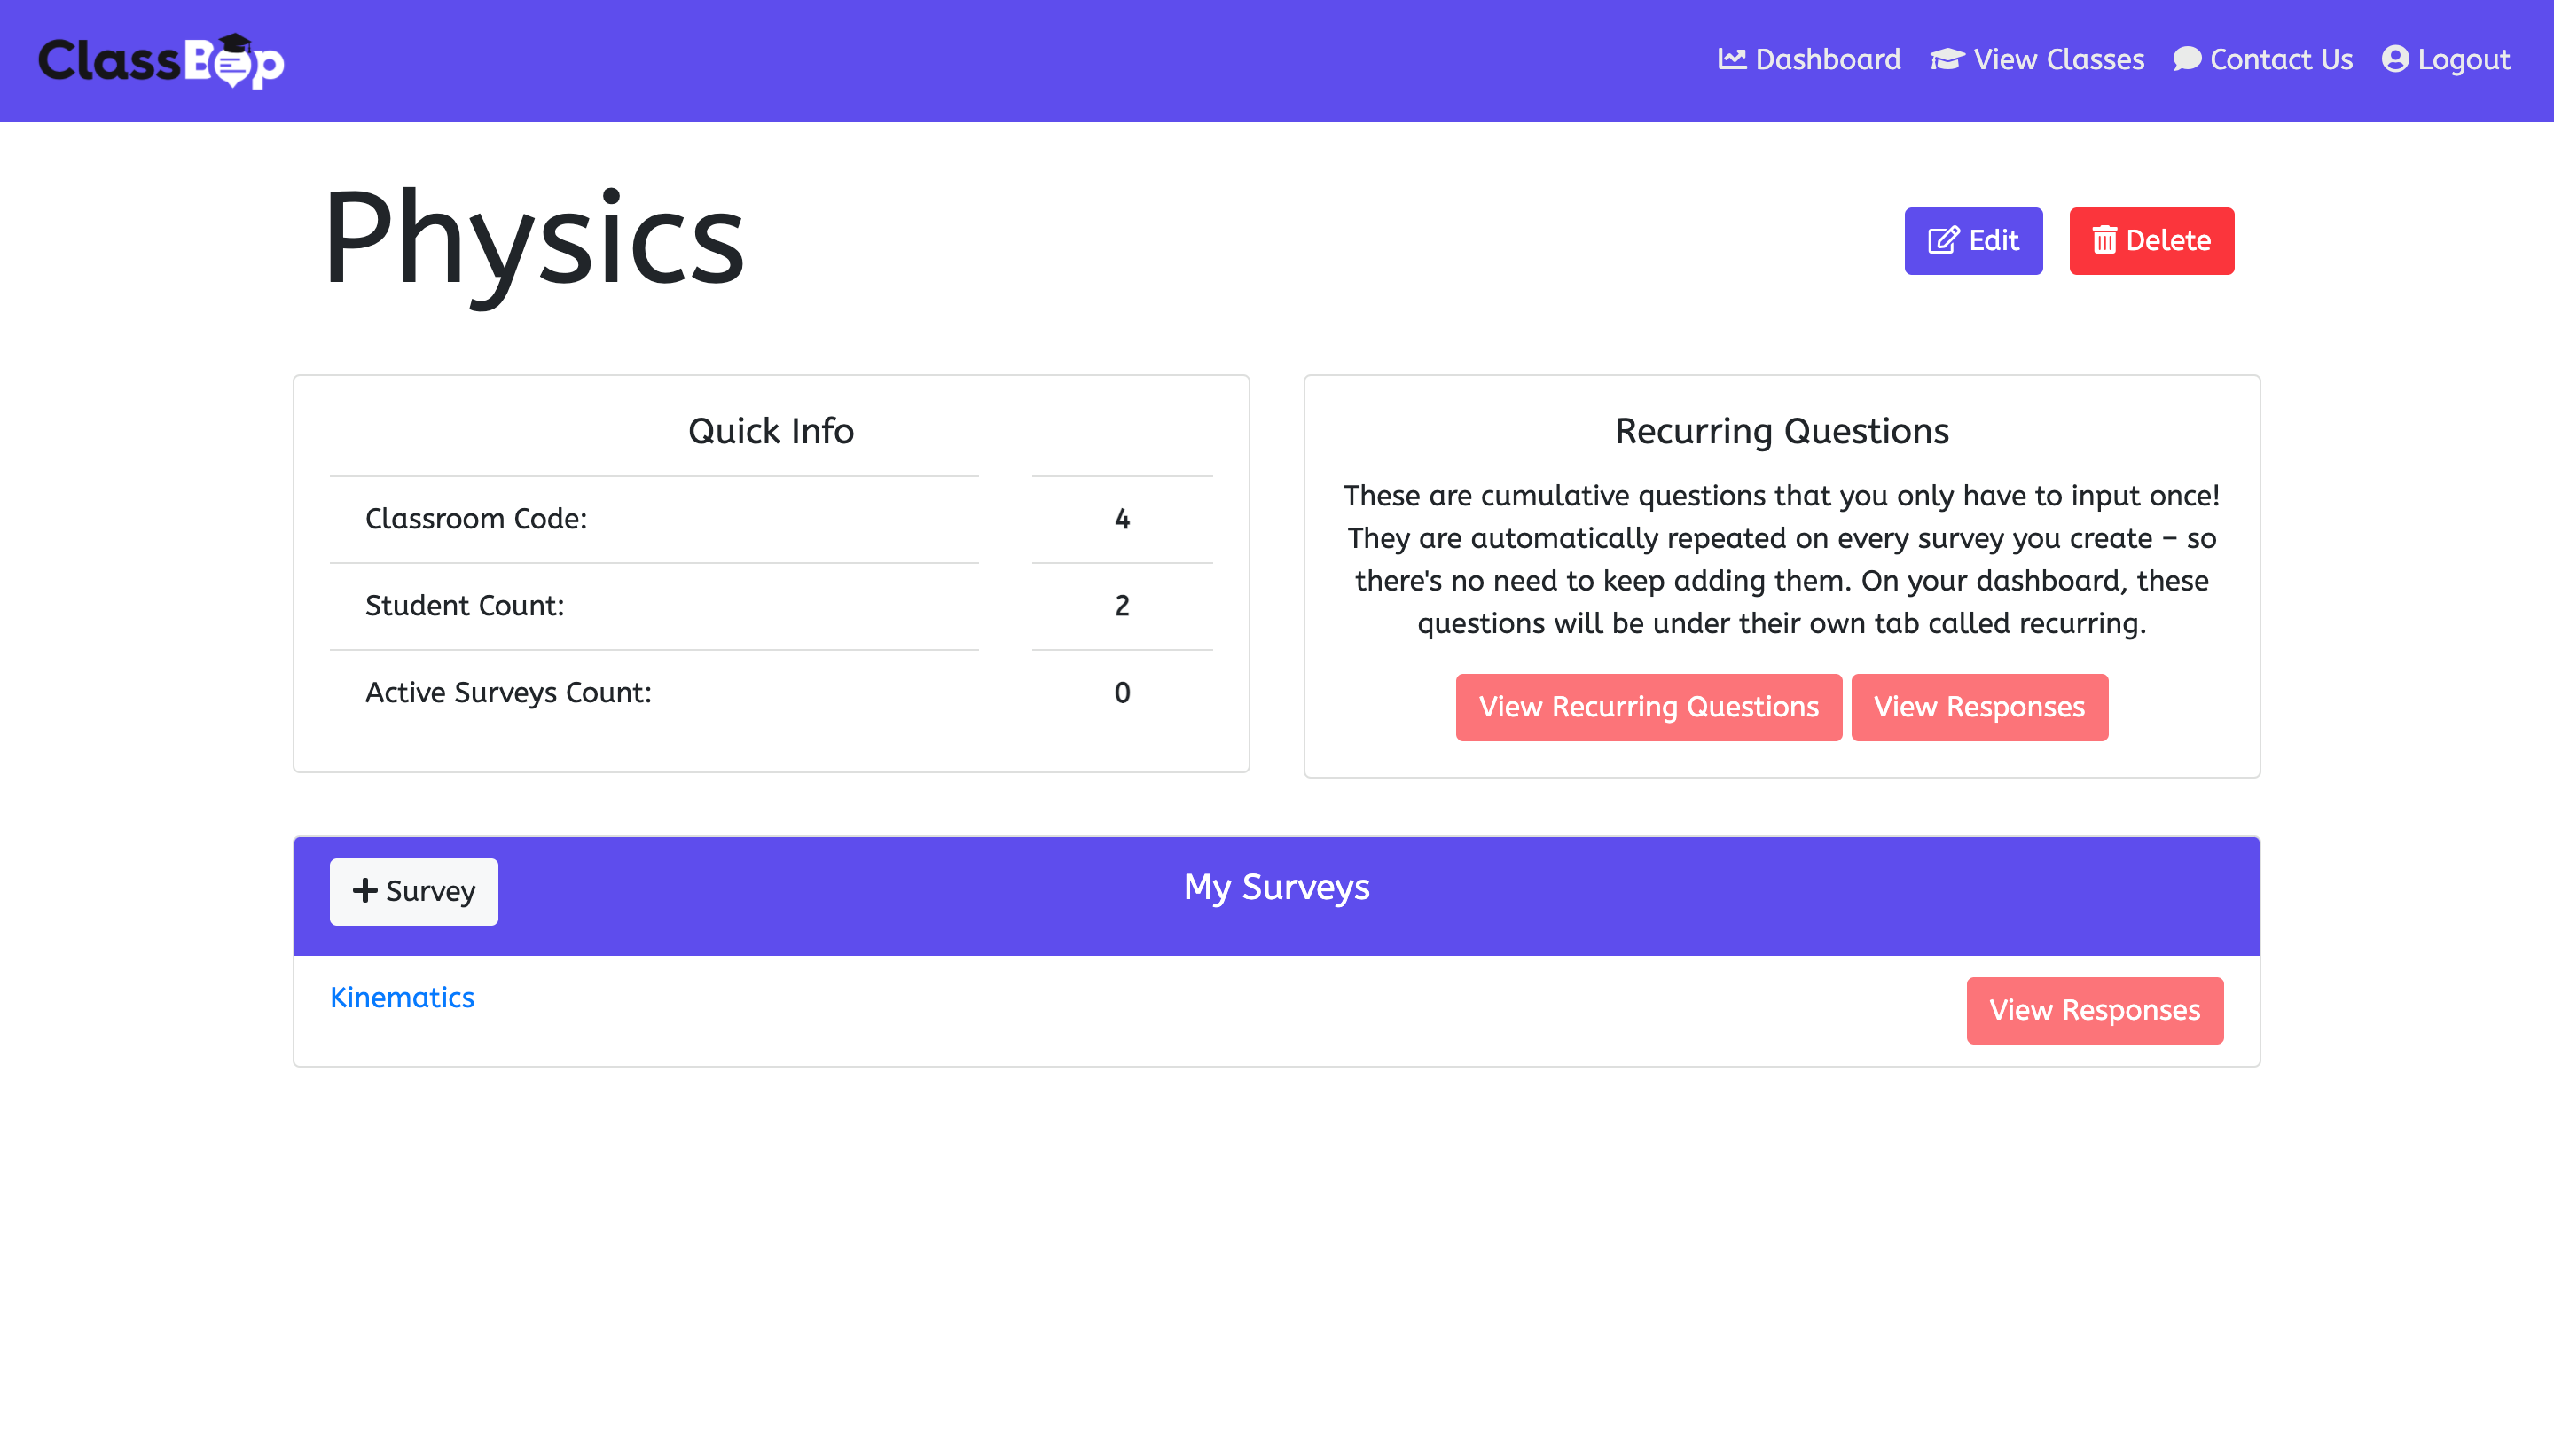 ClassBop
Dashboard
View Classes
Contact Us
Logout
Physics
Edit
Delete
Quick Info
Classroom Code: 4
Student Count: 2
Active Surveys Count: 0
Recurring Questions
These are cumulative questions that you only have to input once!
They are automatically repeated on every survey you create – so
there's no need to keep adding them. On your dashboard, these
questions will be under their own tab called recurring.
View Recurring Questions
View Responses
Survey
My Surveys
Kinematics
View Responses